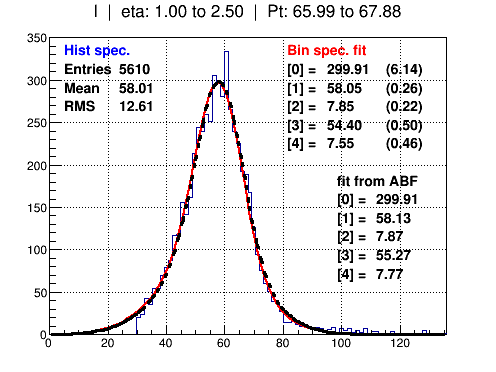 I | eta: 1.00 to 2.50 | Pt: 65.99 to 67.88
Hist spec.
Entries 5610
Mean 58.01
RMS 12.61
Bin spec. fit
[0] = 299.91 (6.14)
[1] = 58.05 (0.26)
[2] = 7.85 (0.22)
[3] = 54.40 (0.50)
[4] = 7.55 (0.46)
fit from ABF
[0] = 299.91
[1] = 58.13
[2] = 7.87
[3] = 55.27
[4] = 7.77
350
300
250
200
150
100
50
0
0 20 40 60 80 100 120